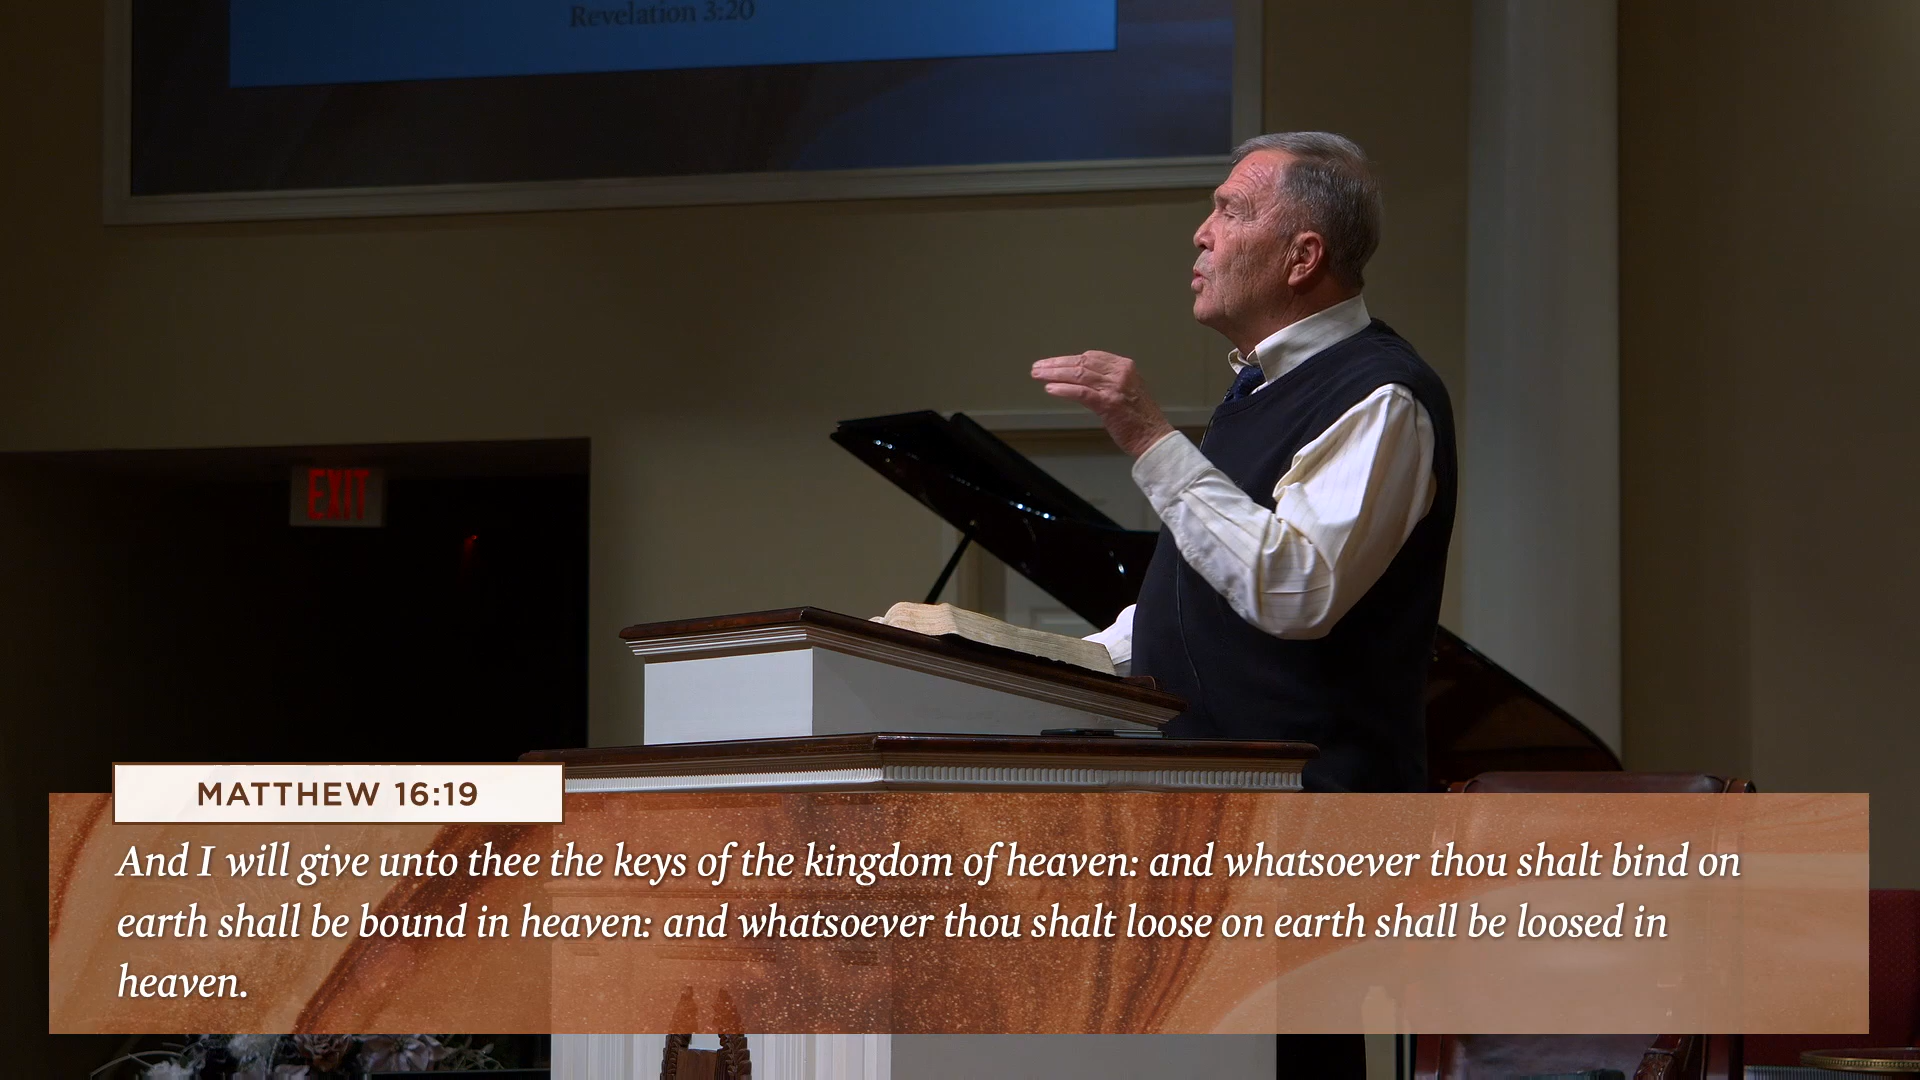 Revelation 3:20
EXIT
MATTHEW 16:19
And I will give unto thee the keys of the kingdom of heaven: and whatsoever thou shalt bind on
earth shall be bound in heaven: and whatsoever thou shalt loose on earth shall be loosed in
heaven.